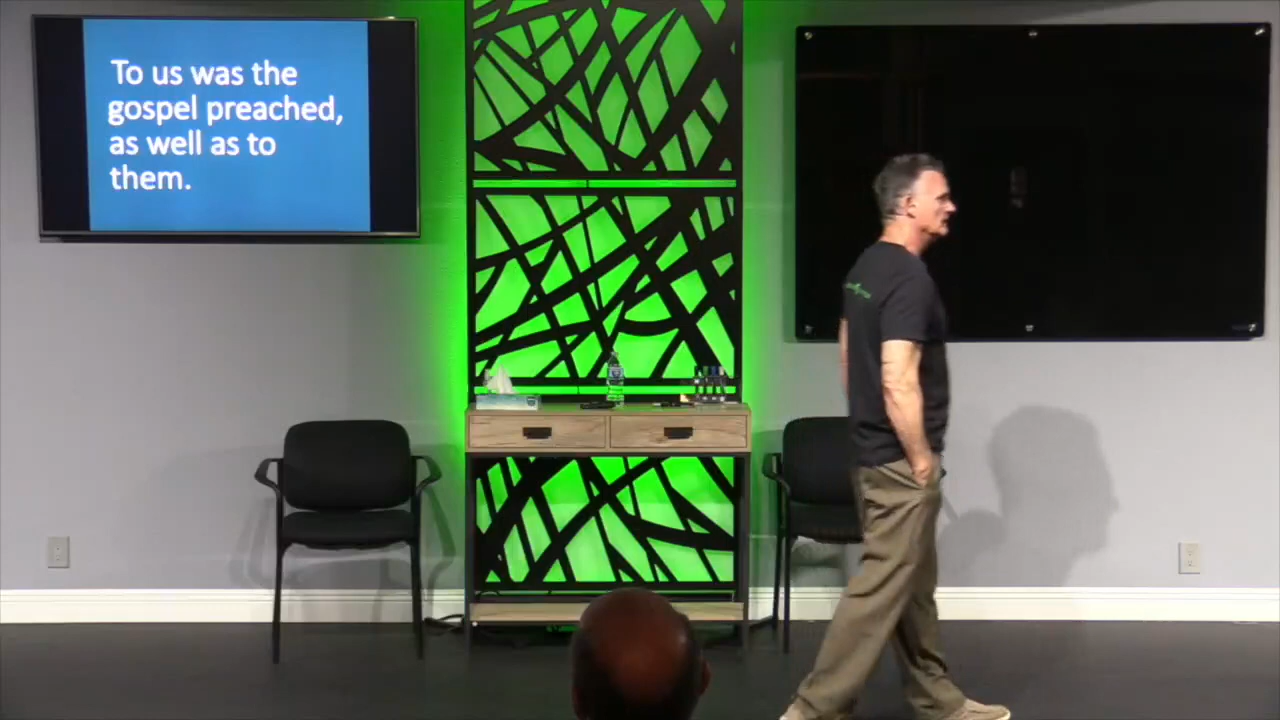 To us was the
gospel preached,
as well as to
them.